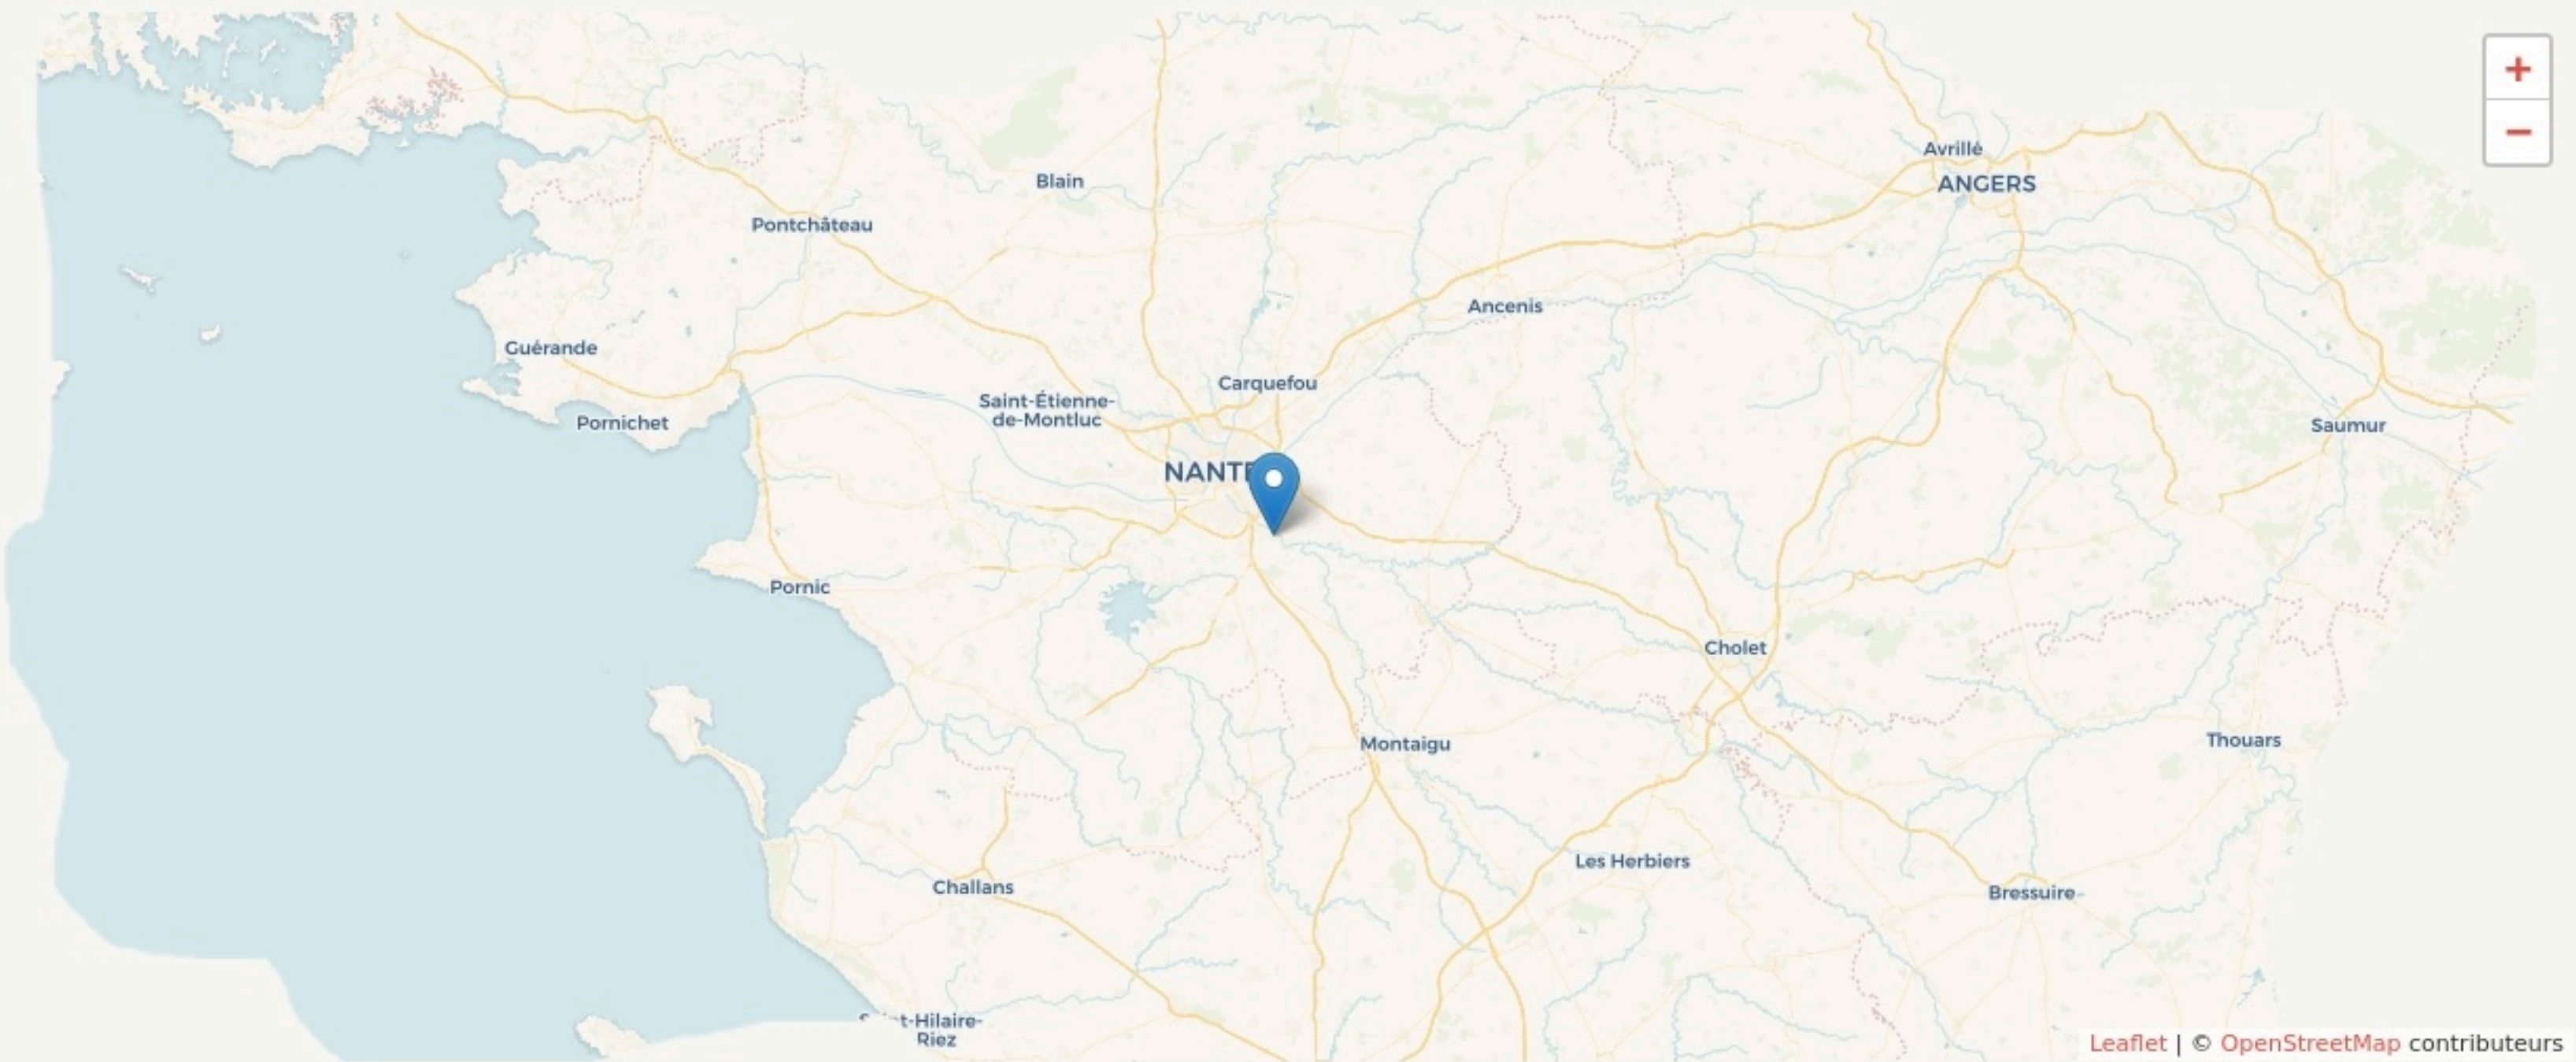 +
−
Avrillé
ANGERS
Blain
Pontchâteau
Ancenis
Guérande
Carquefou
Saint-Étienne-
de-Montluc
Pornichet
Saumur
NANTE
Pornic
Cholet
Montaigu
Thouars
Les Herbiers
Challans
Bressuire
t-Hilaire-
Riez
Leaflet | © OpenStreetMap contributeurs